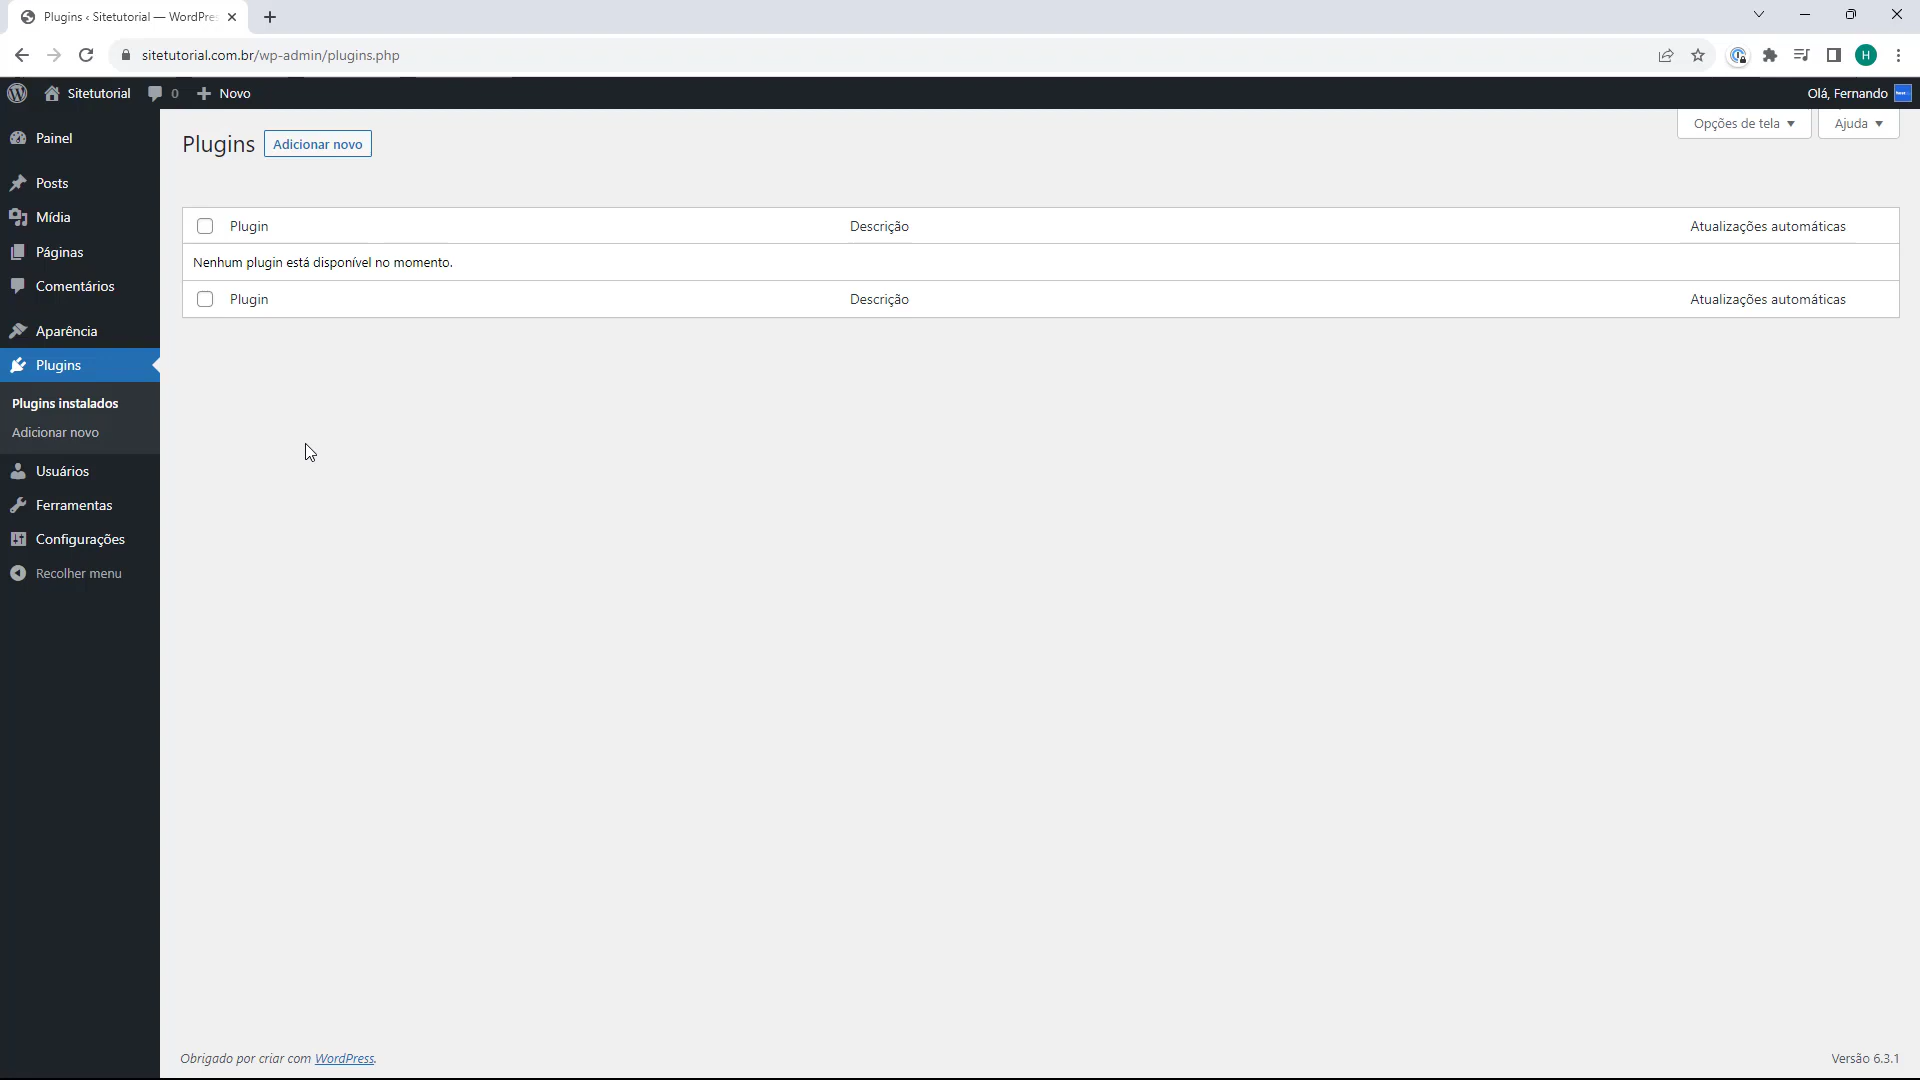 Plugins ‹ Sitetutorial — WordPre
sitetutorial.com.br/wp-admin/plugins.php
H
Sitetutorial 0 Novo
Olá, Fernando
Painel
Posts
Mídia
Páginas
Comentários
Aparência
Plugins
Plugins instalados
Adicionar novo
Usuários
Ferramentas
Configurações
Recolher menu
Plugins Adicionar novo
Opções de tela Ajuda
Plugin Descrição Atualizações automáticas
Nenhum plugin está disponível no momento.
Plugin Descrição Atualizações automáticas
Obrigado por criar com WordPress.
Versão 6.3.1